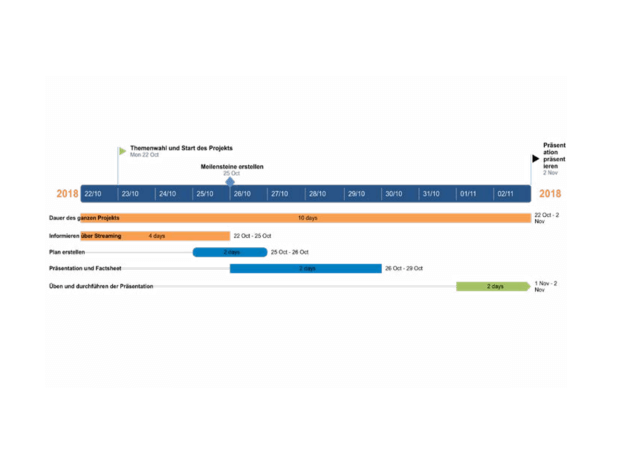 Themenwahl und Start des Projekts
Mon 22 Oct
Meilensteine erstellen
25 Oct
Präsent
ation
präsent
ieren
2 Nov
2018 22/10 23/10 24/10 25/10 26/10 27/10 28/10 29/10 30/10 31/10 01/11 02/11 2018
Dauer des ganzen Projekts 10 days 22 Oct - 2
Nov
Informieren über Streaming 4 days 22 Oct - 25 Oct
Plan erstellen 2 days 25 Oct - 26 Oct
Präsentation und Factsheet days 26 Oct - 29 Oct
Üben und durchführen der Präsentation 2 days 1 Nov - 2
Nov